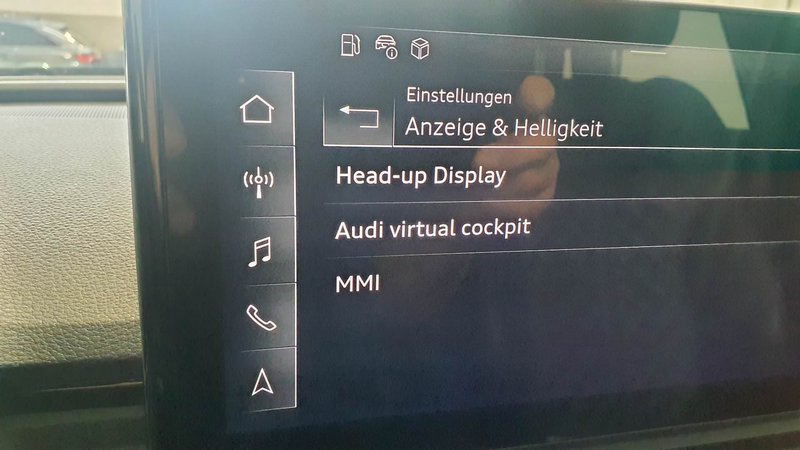 Einstellungen
Anzeige & Helligkeit
Head-up Display
Audi virtual cockpit
MMI